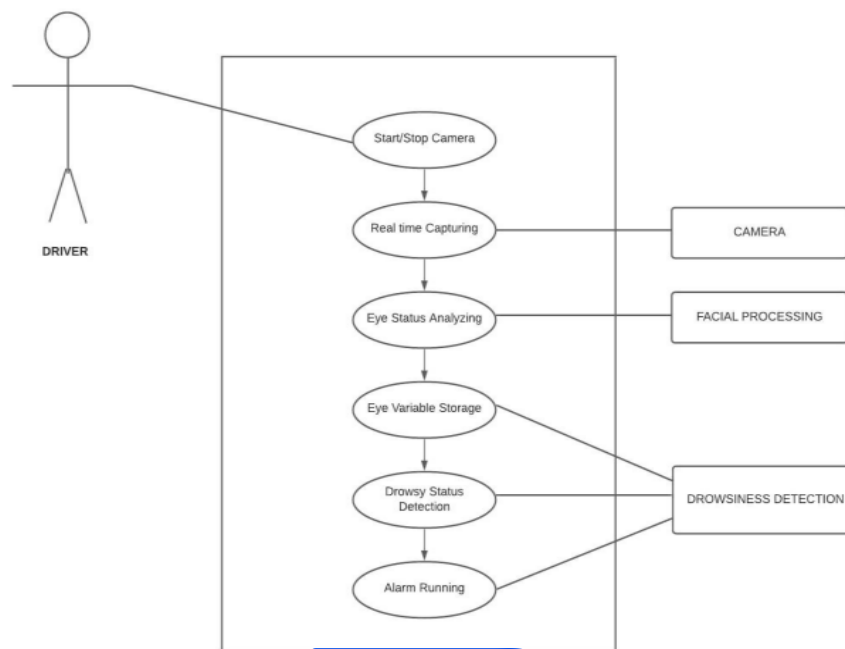 Start/Stop Camera
Real time Capturing
CAMERA
DRIVER
Eye Status Analyzing
FACIAL PROCESSING
Eye Variable Storage
Drowsy Status
Detection
DROWSINESS DETECTION
Alarm Running